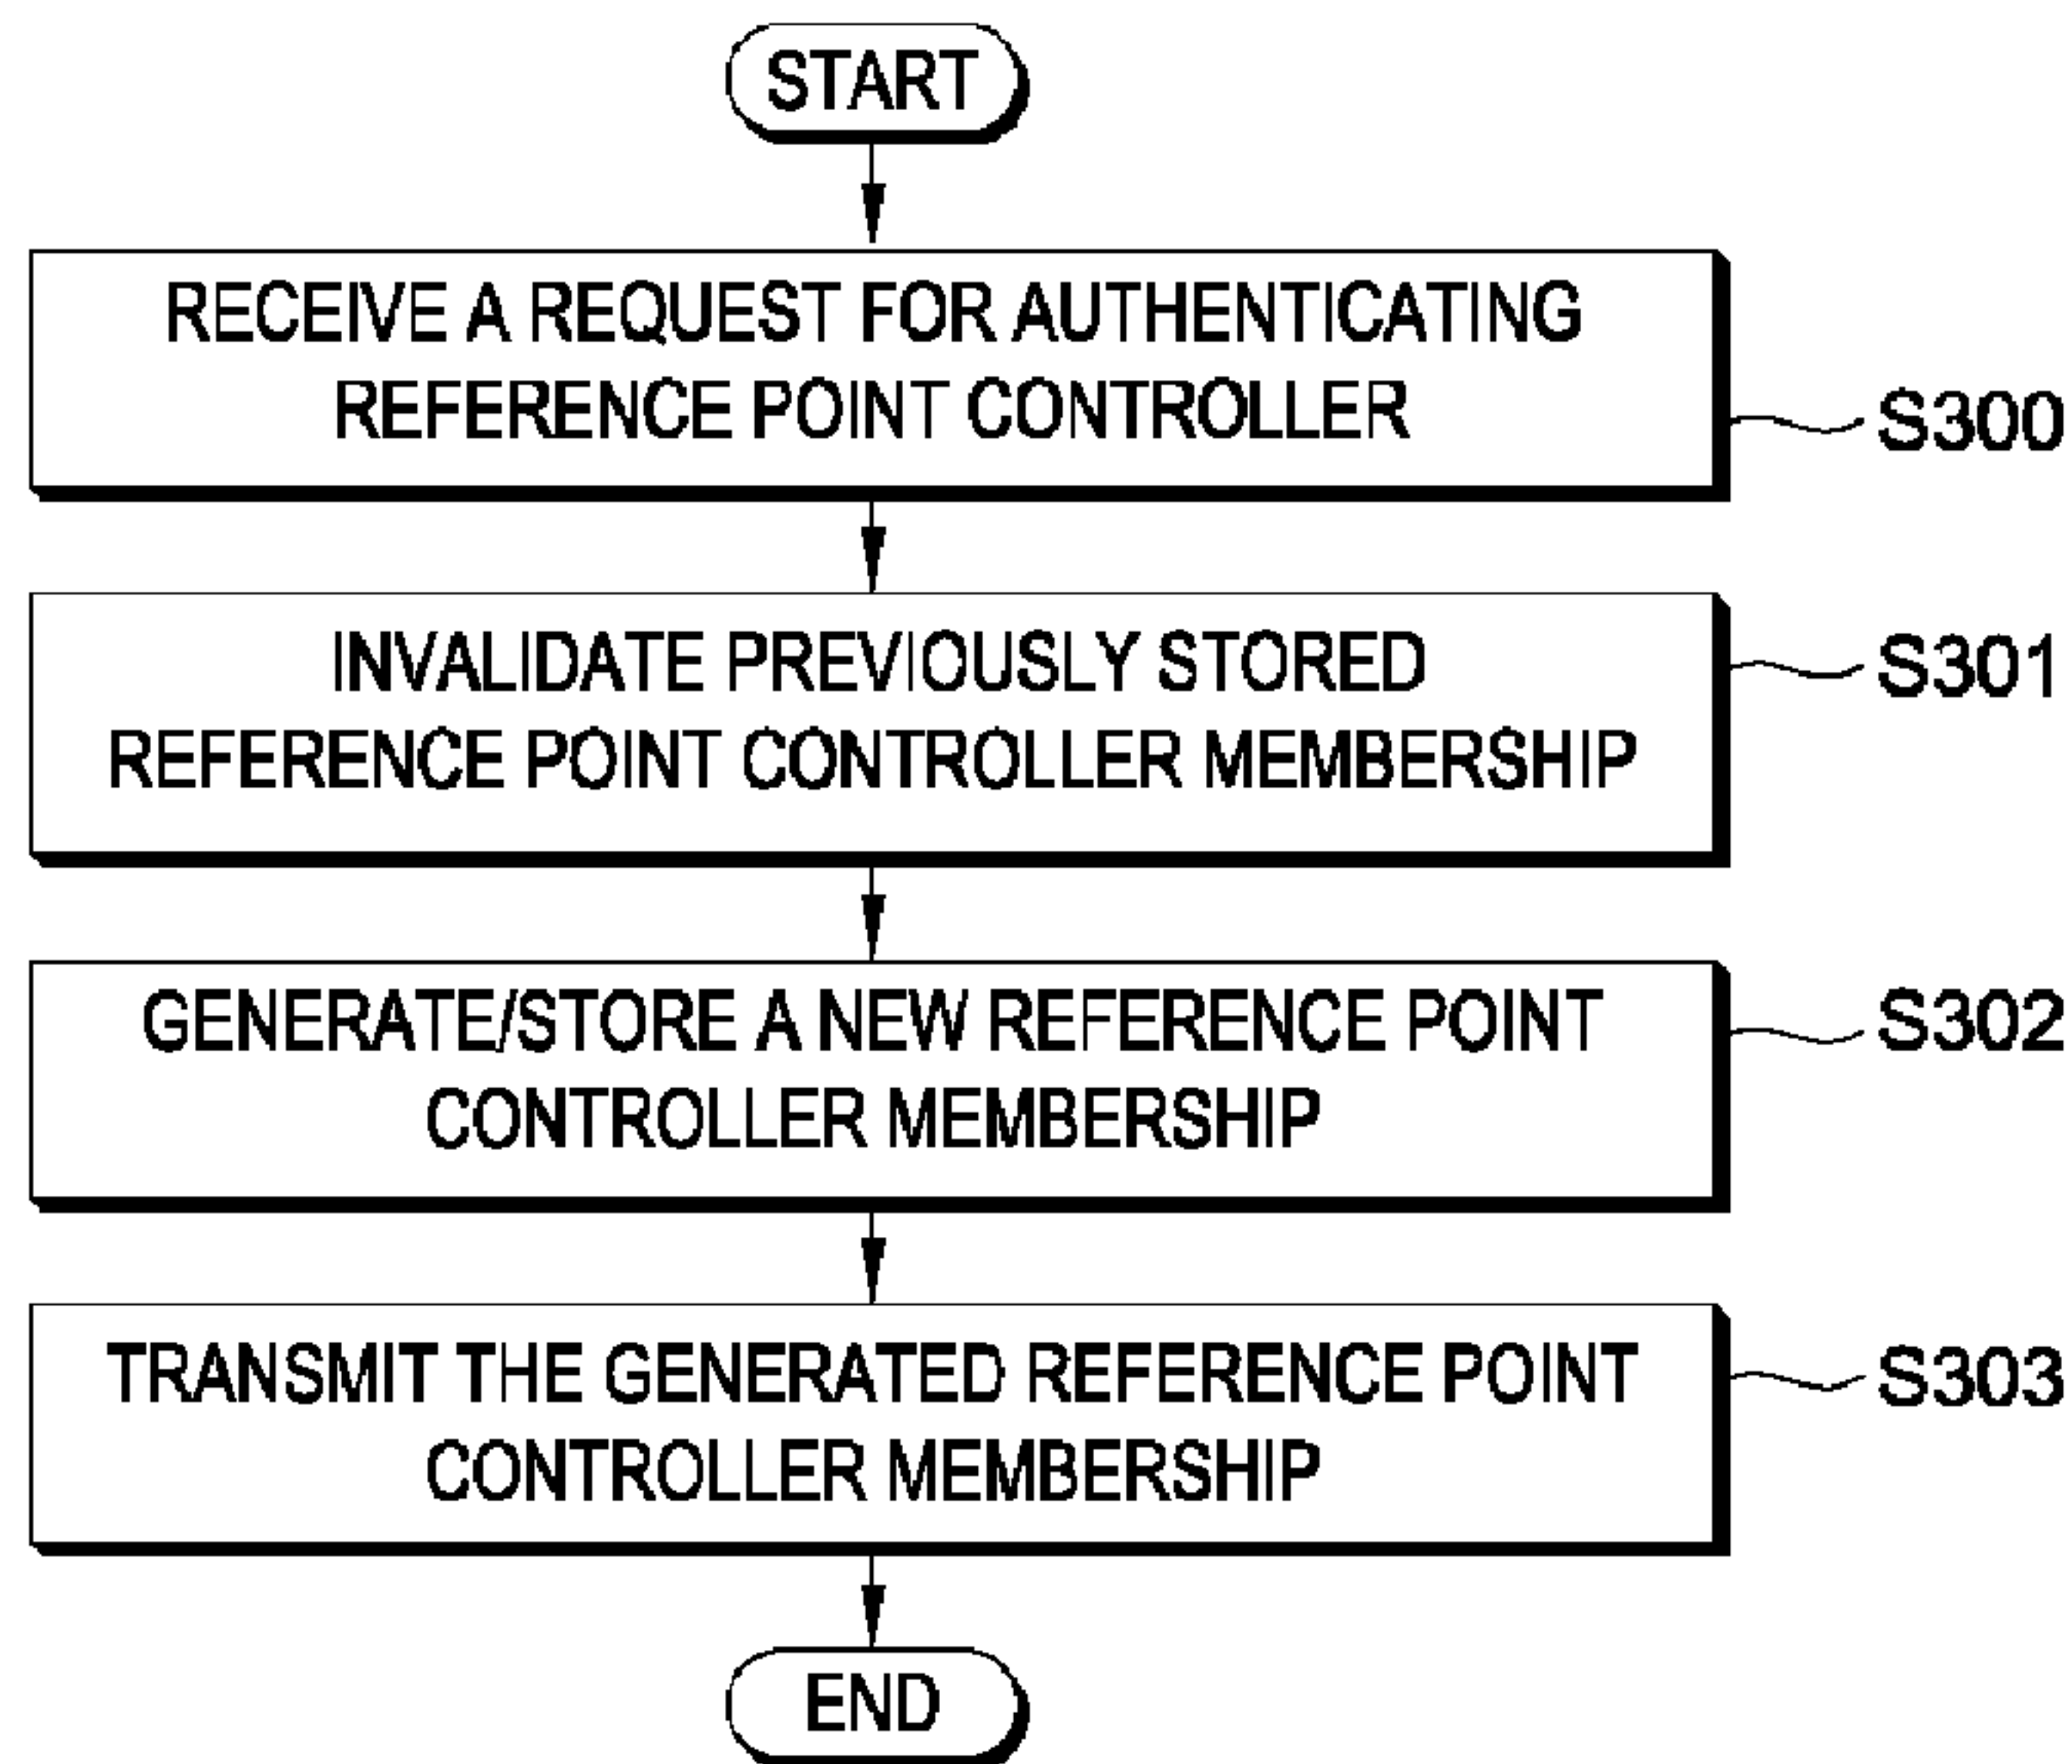 START
RECEIVE A REQUEST FOR AUTHENTICATING
REFERENCE POINT CONTROLLER
S300
INVALIDATE PREVIOUSLY STORED
REFERENCE POINT CONTROLLER MEMBERSHIP
S301
GENERATE/STORE A NEW REFERENCE POINT
CONTROLLER MEMBERSHIP
S302
TRANSMIT THE GENERATED REFERENCE POINT
CONTROLLER MEMBERSHIP
S303
END